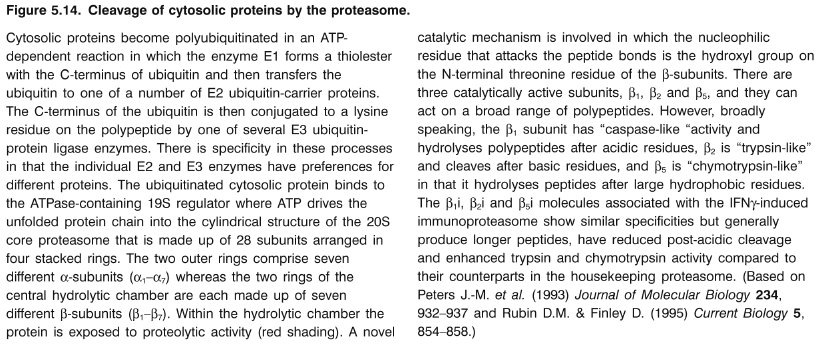 Figure 5.14. Cleavage of cytosolic proteins by the proteasome.
Cytosolic proteins become polyubiquitinated in an ATP-
dependent reaction in which the enzyme E1 forms a thiolester
with the C-terminus of ubiquitin and then transfers the
ubiquitin to one of a number of E2 ubiquitin-carrier proteins.
The C-terminus of the ubiquitin is then conjugated to a lysine
residue on the polypeptide by one of several E3 ubiquitin-
protein ligase enzymes. There is specificity in these processes
in that the individual E2 and E3 enzymes have preferences for
different proteins. The ubiquitinated cytosolic protein binds to
the ATPase-containing 19S regulator where ATP drives the
unfolded protein chain into the cylindrical structure of the 20S
core proteasome that is made up of 28 subunits arranged in
four stacked rings. The two outer rings comprise seven
different α-subunits (α₁–α₇) whereas the two rings of the
central hydrolytic chamber are each made up of seven
different β-subunits (β₁–β₇). Within the hydrolytic chamber the
protein is exposed to proteolytic activity (red shading). A novel
catalytic mechanism is involved in which the nucleophilic
residue that attacks the peptide bonds is the hydroxyl group on
the N-terminal threonine residue of the β-subunits. There are
three catalytically active subunits, β₁, β₂ and β₅, and they can
act on a broad range of polypeptides. However, broadly
speaking, the β₁ subunit has “caspase-like “activity and
hydrolyses polypeptides after acidic residues, β₂ is “trypsin-like”
and cleaves after basic residues, and β₅ is “chymotrypsin-like”
in that it hydrolyses peptides after large hydrophobic residues.
The β₁i, β₂i and β₅i molecules associated with the IFNγ-induced
immunoproteasome show similar specificities but generally
produce longer peptides, have reduced post-acidic cleavage
and enhanced trypsin and chymotrypsin activity compared to
their counterparts in the housekeeping proteasome. (Based on
Peters J.-M. et al. (1993) Journal of Molecular Biology 234,
932–937 and Rubin D.M. & Finley D. (1995) Current Biology 5,
854–858.)